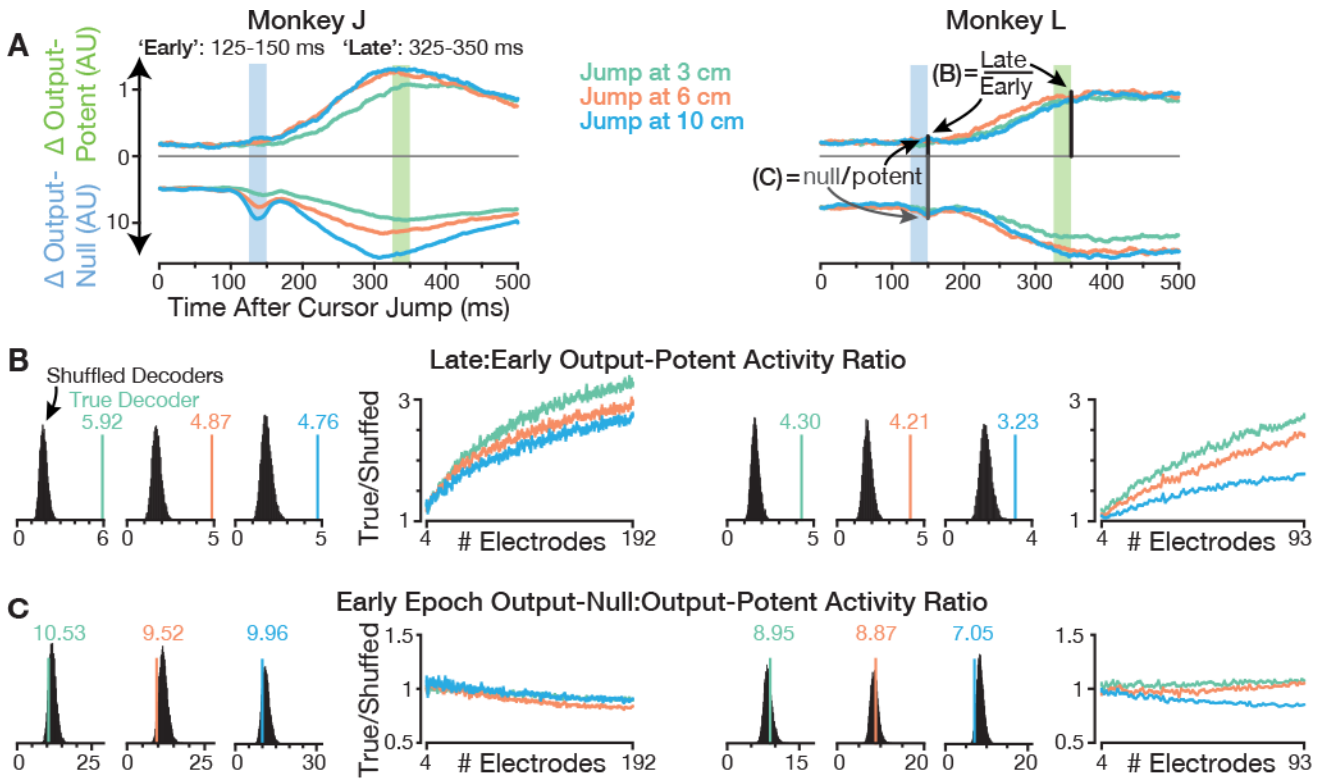 Monkey J
Monkey L
A
'Early': 125-150 ms 'Late': 325-350 ms
Δ Output-
Potent (AU)
Δ Output-
Null (AU)
1
0
10
0 100 200 300 400 500
Time After Cursor Jump (ms)
Jump at 3 cm
Jump at 6 cm
Jump at 10 cm
(B)= Late
Early
(C)=null/potent
0 100 200 300 400 500
B
Late:Early Output-Potent Activity Ratio
Shuffled Decoders
True Decoder
5.92
4.87
4.76
0 6
0 5
0 5
True/Shuffed
3
1
4 # Electrodes 192
4.30
4.21
3.23
0 5
0 5
0 4
3
1
4 # Electrodes 93
C
Early Epoch Output-Null:Output-Potent Activity Ratio
10.53
9.52
9.96
0 25
0 25
0 30
True/Shuffed
1.5
1
0.5
4 # Electrodes 192
8.95
8.87
7.05
0 15
0 20
0 20
1.5
1
0.5
4 # Electrodes 93